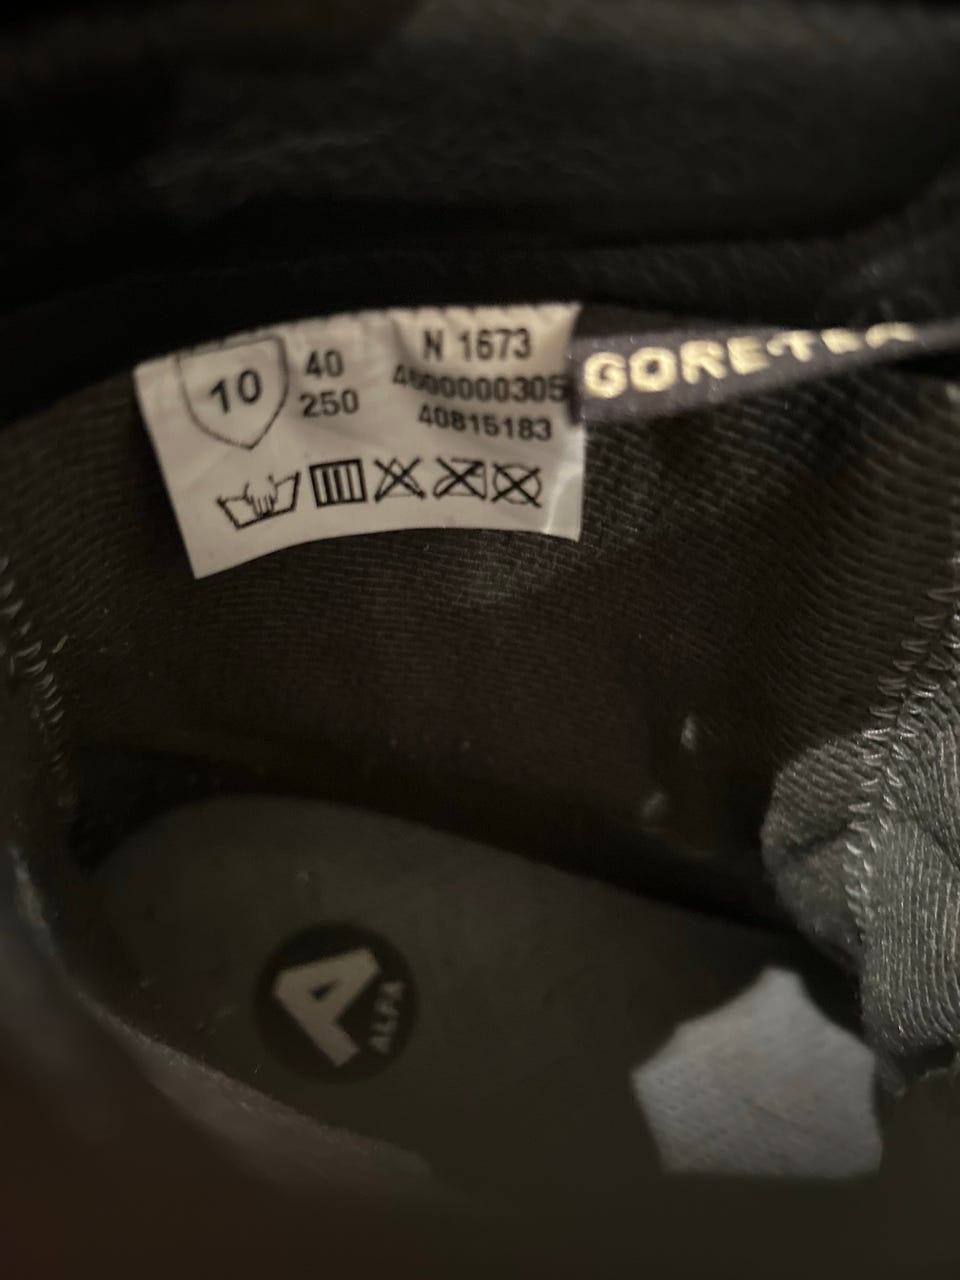 10
40
250
N 1673
4600000305
40815183
GORE-TEX
A
ALFA